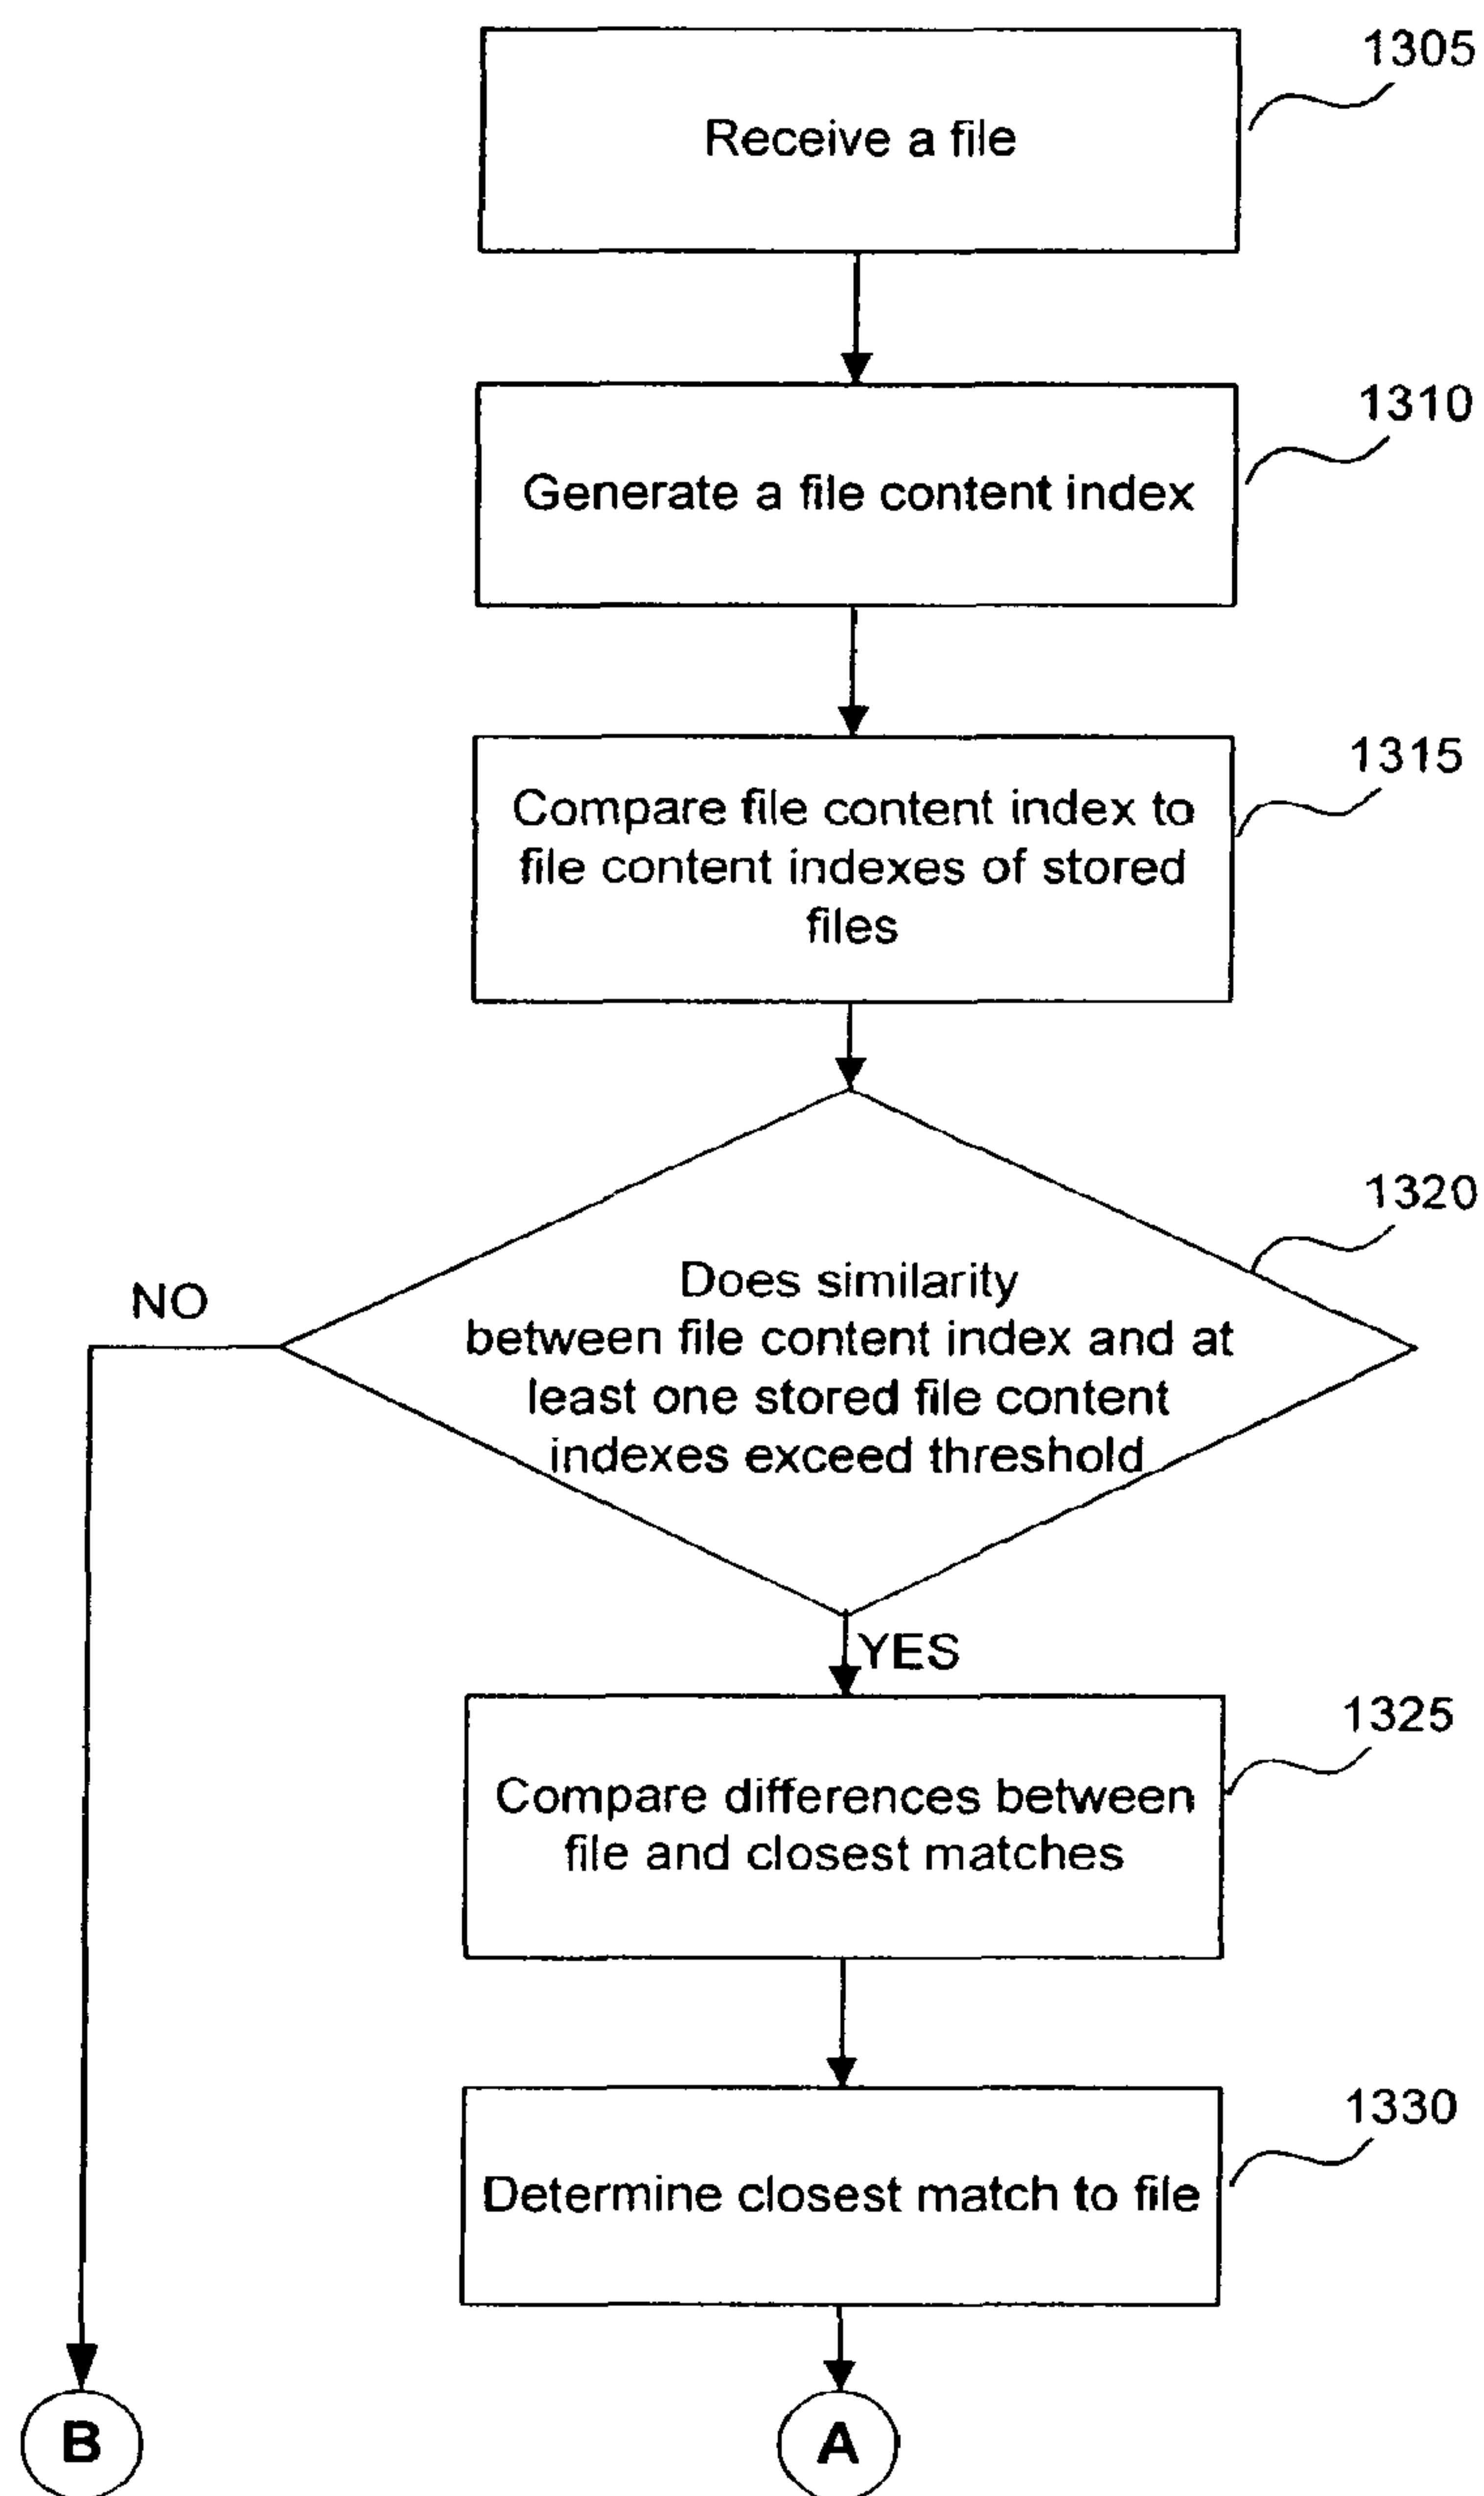 1305
Receive a file
1310
Generate a file content index
1315
Compare file content index to
file content indexes of stored
files
1320
Does similarity
between file content index and at
least one stored file content
indexes exceed threshold
NO
YES
1325
Compare differences between
file and closest matches
1330
Determine closest match to file
B
A